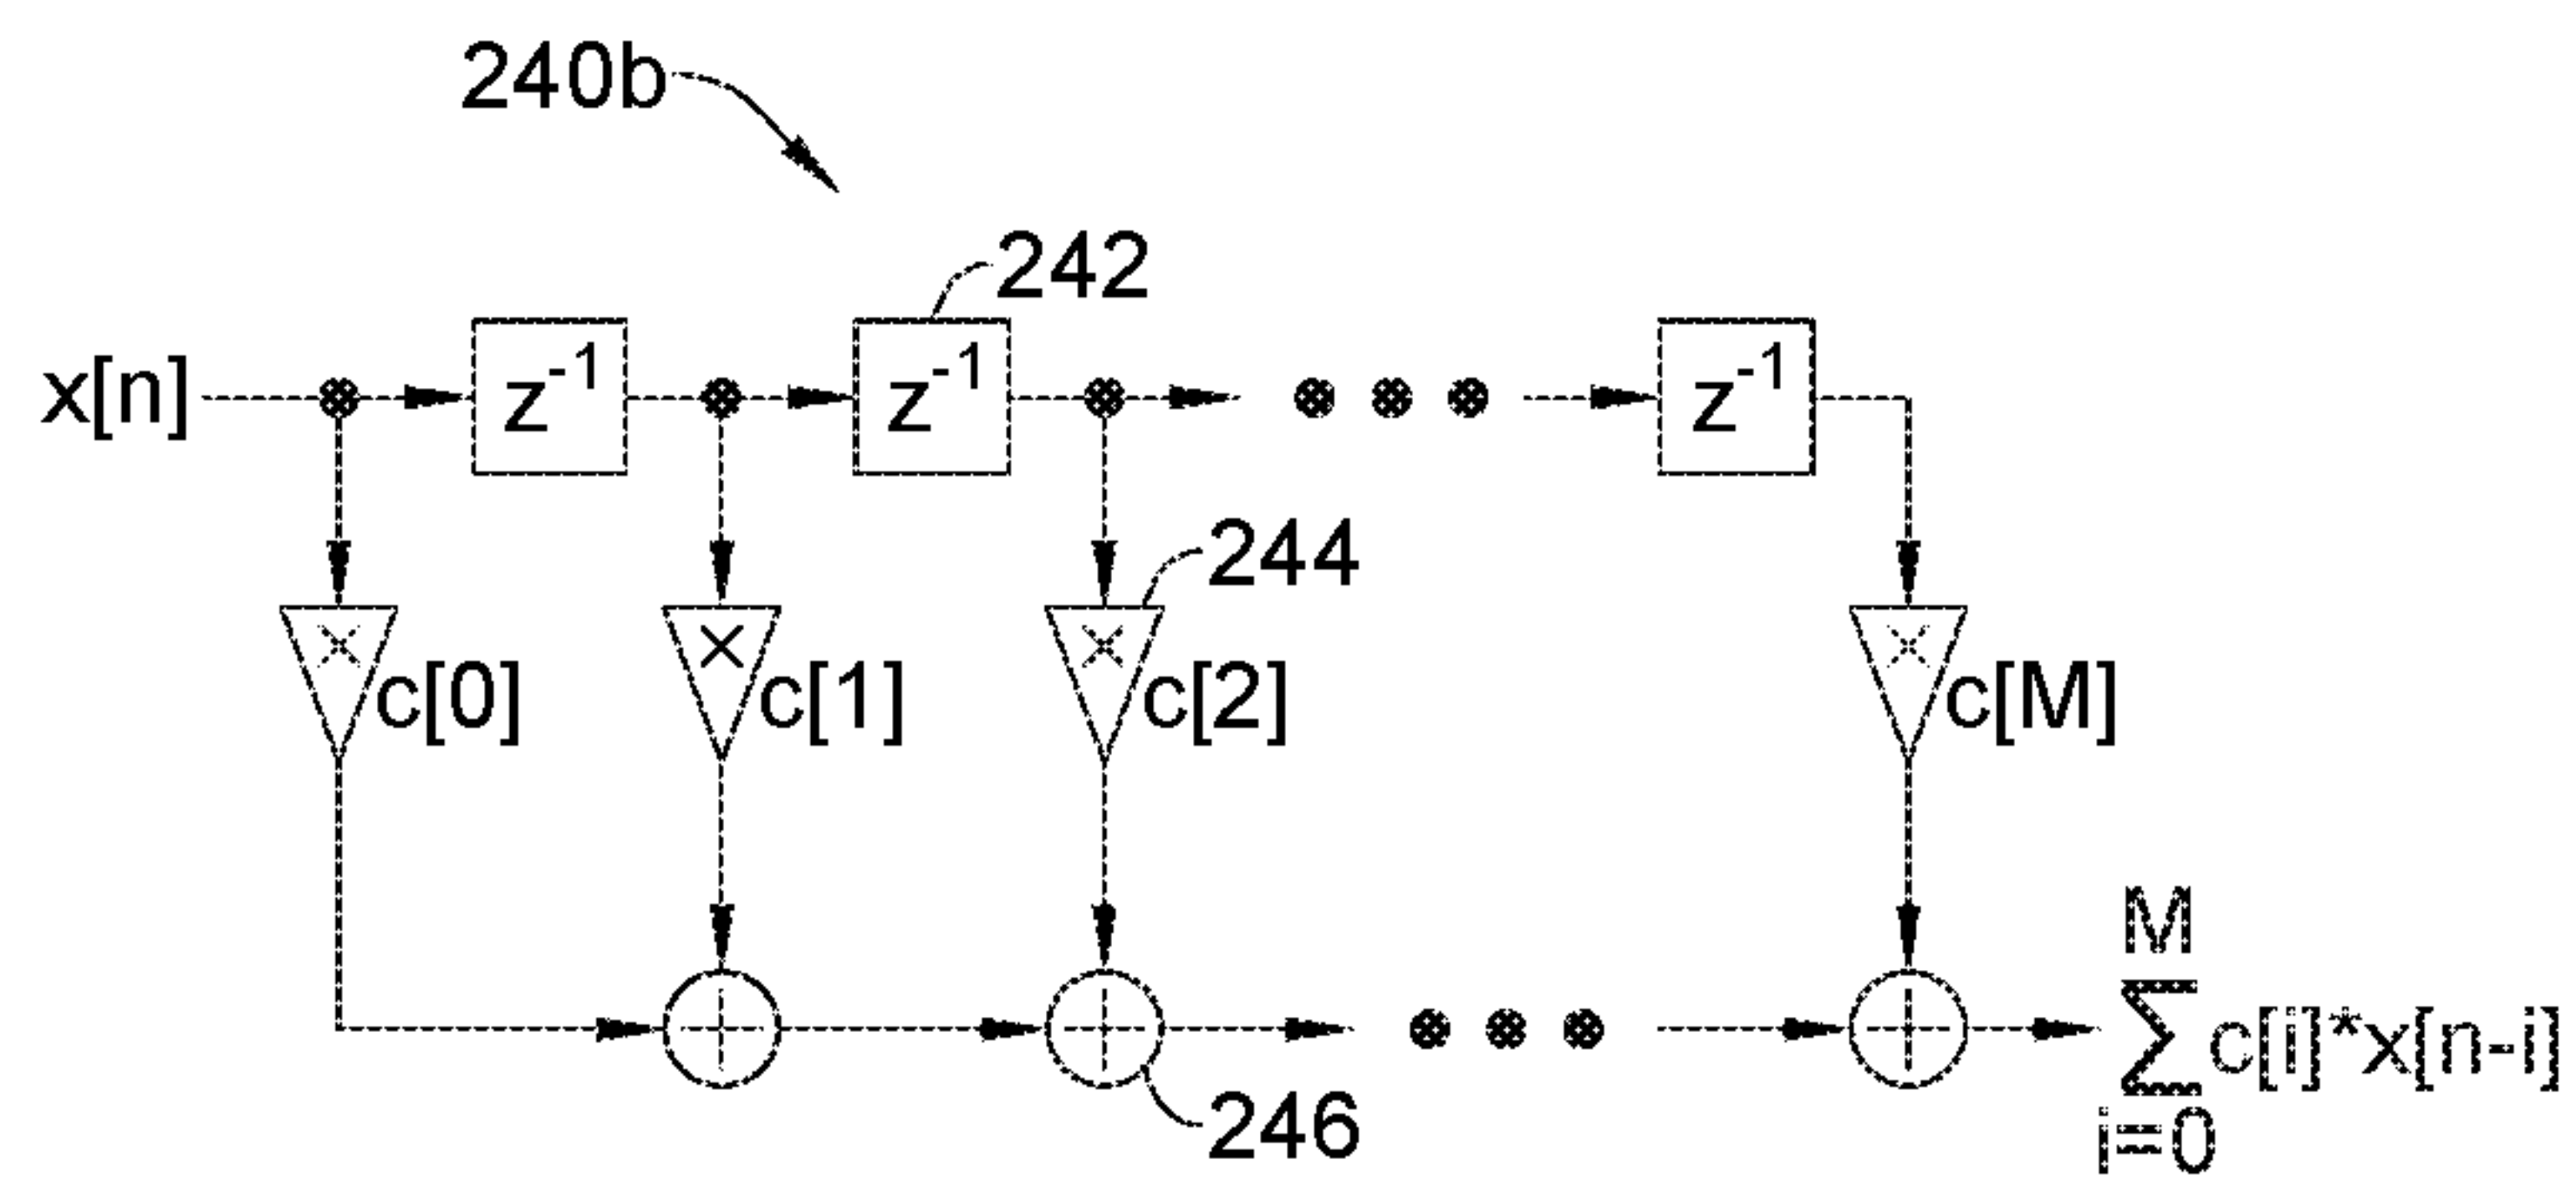 240b
242
x[n] z⁻¹ z⁻¹ z⁻¹
244
× × × ×
c[0] c[1] c[2] c[M]
+ + +
M
∑ c[i]*x[n-i]
i=0
246